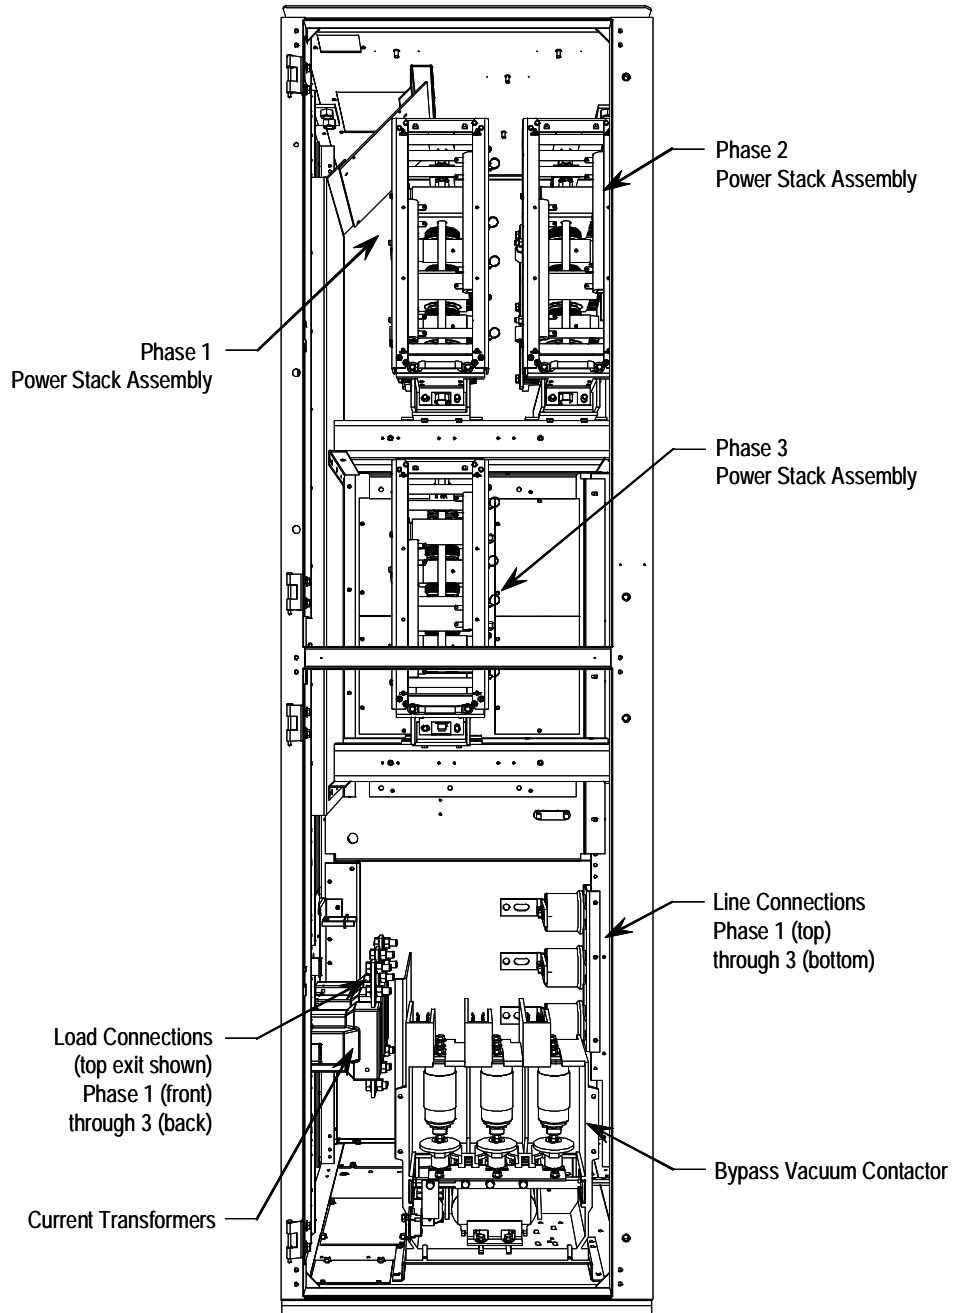 Phase 2
Power Stack Assembly
Phase 1
Power Stack Assembly
Phase 3
Power Stack Assembly
Line Connections
Phase 1 (top)
through 3 (bottom)
Load Connections
(top exit shown)
Phase 1 (front)
through 3 (back)
Bypass Vacuum Contactor
Current Transformers